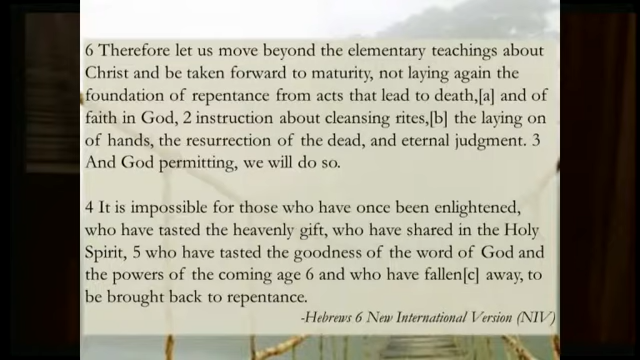 6 Therefore let us move beyond the elementary teachings about
Christ and be taken forward to maturity, not laying again the
foundation of repentance from acts that lead to death,[a] and of
faith in God, 2 instruction about cleansing rites,[b] the laying on
of hands, the resurrection of the dead, and eternal judgment. 3
And God permitting, we will do so.
4 It is impossible for those who have once been enlightened,
who have tasted the heavenly gift, who have shared in the Holy
Spirit, 5 who have tasted the goodness of the word of God and
the powers of the coming age 6 and who have fallen[c] away, to
be brought back to repentance.
-Hebrews 6 New International Version (NIV)